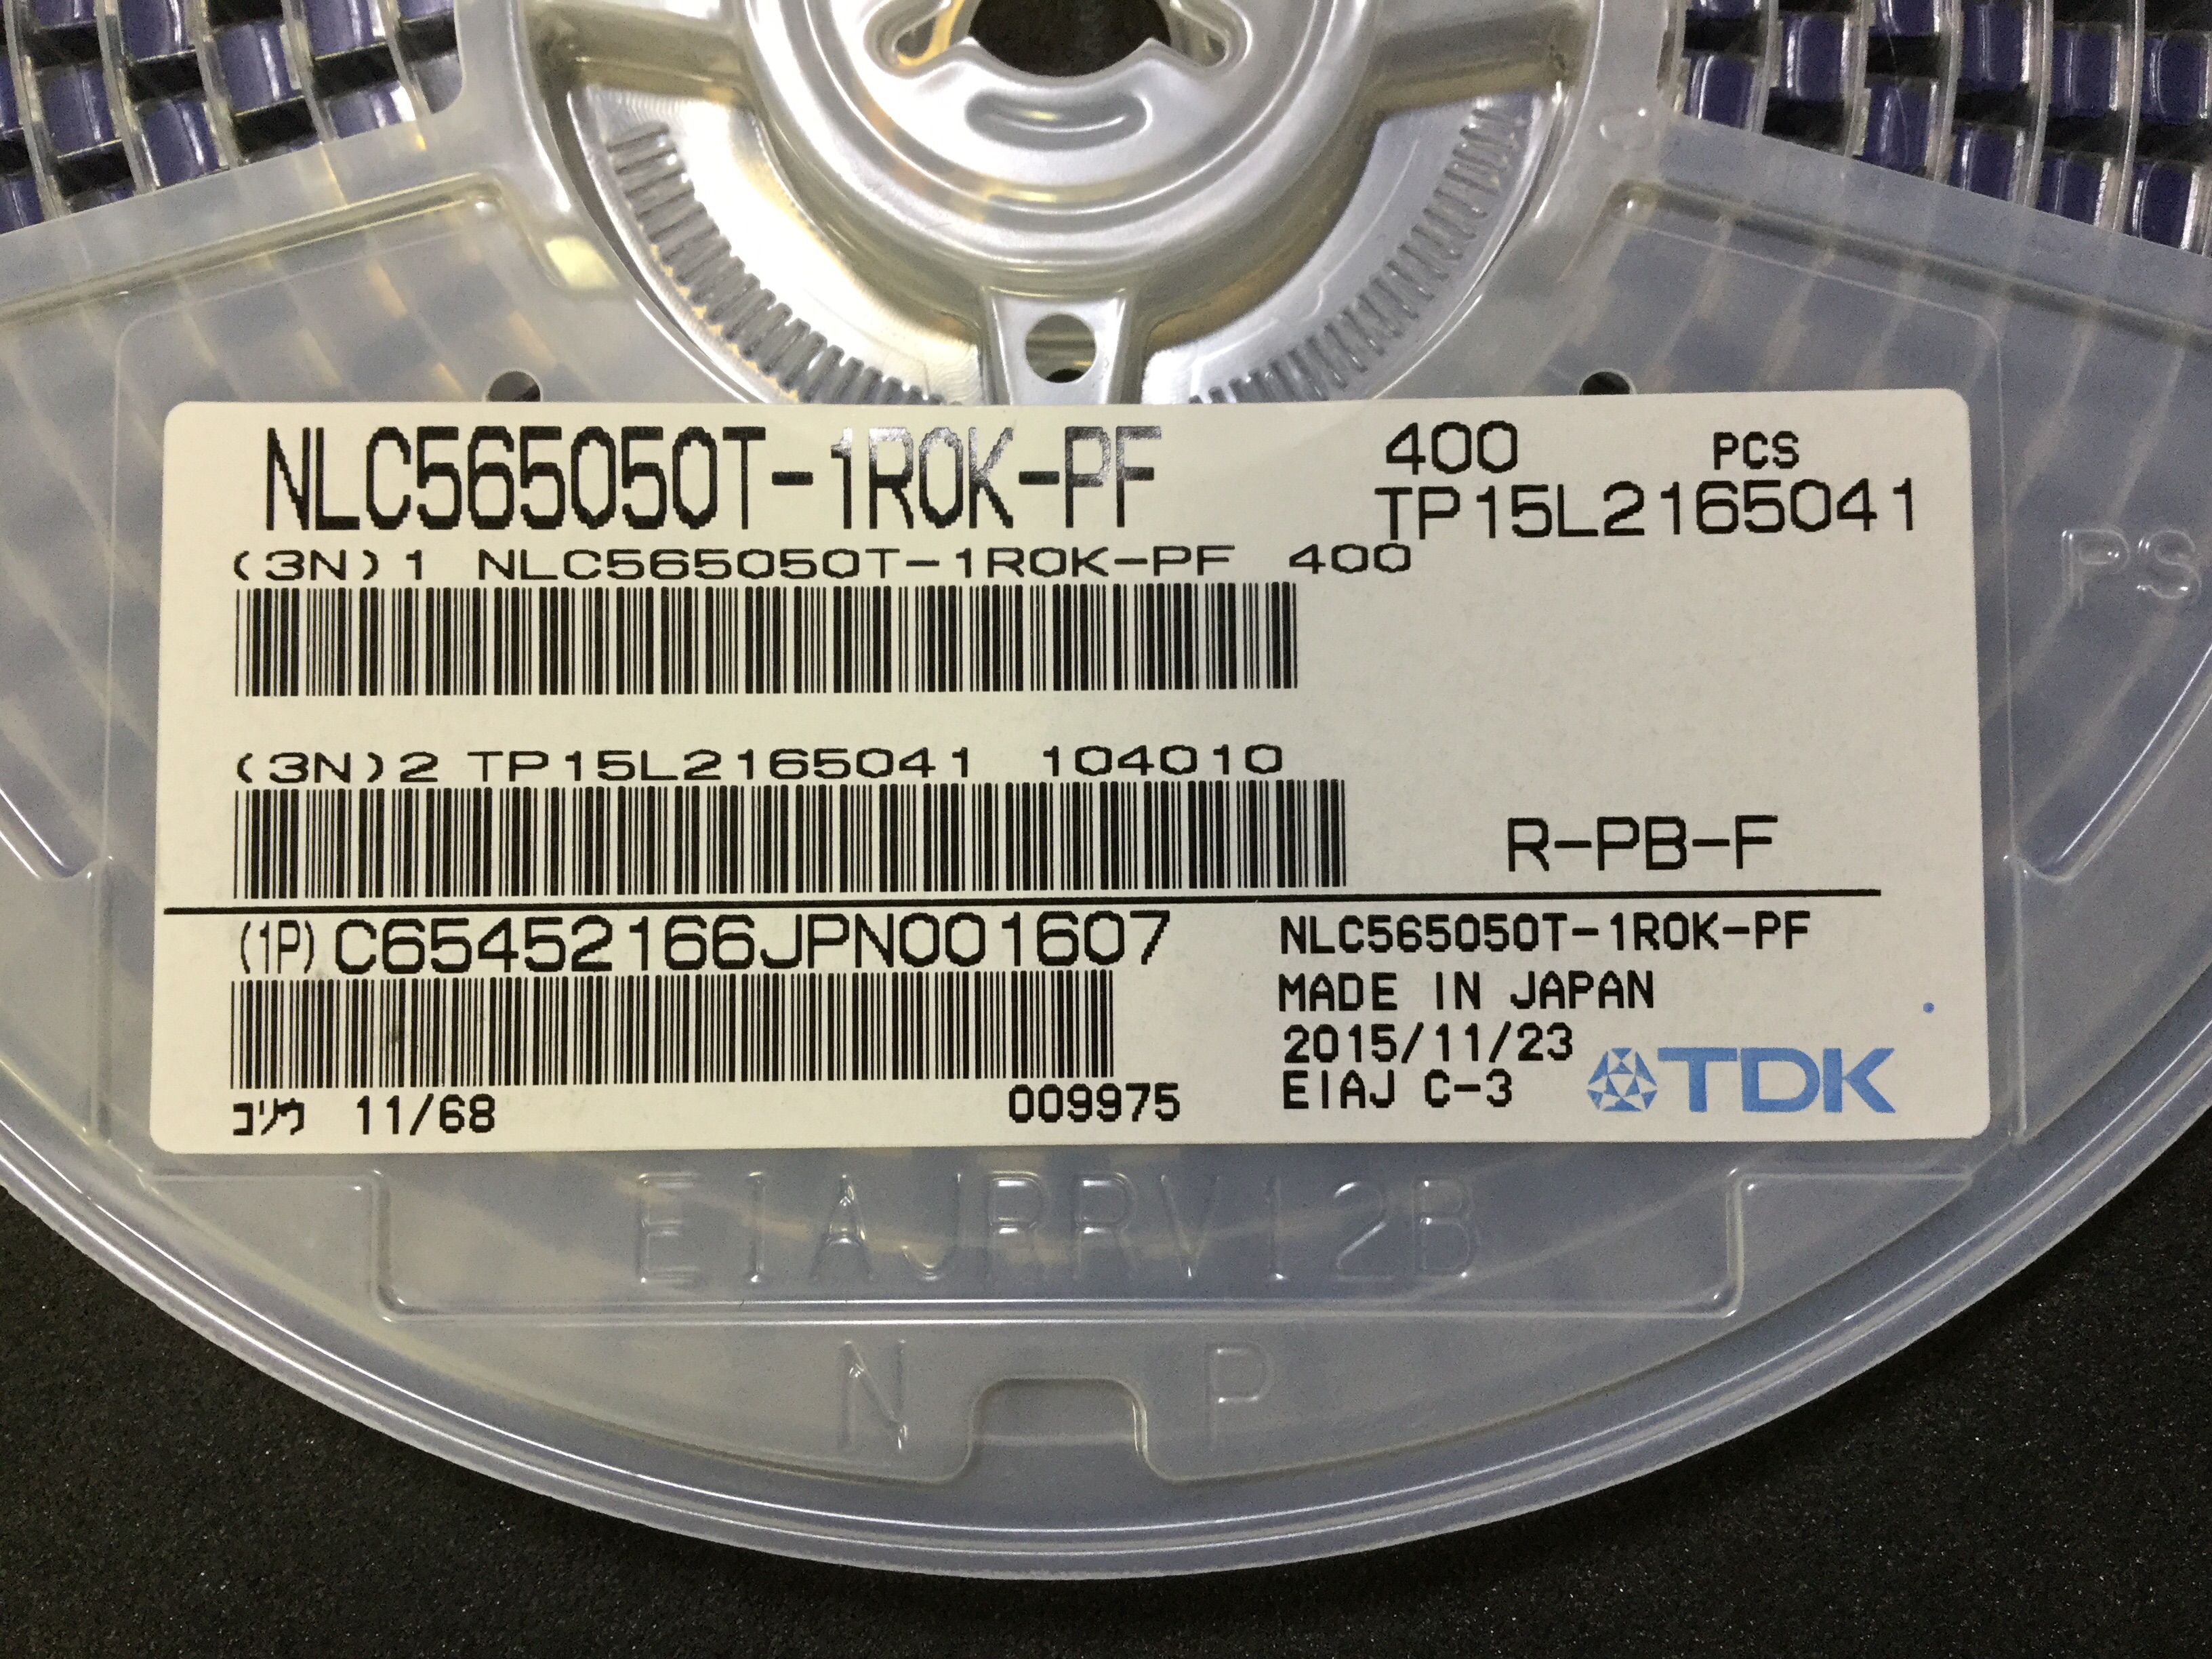 NLC565050T-1R0K-PF
400 PCS
TP15L2165041
(3N)1 NLC565050T-1R0K-PF 400
(3N)2 TP15L2165041 104010
R-PB-F
(1P)C65452166JPN001607
コソウ 11/68
009975
NLC565050T-1R0K-PF
MADE IN JAPAN
2015/11/23
EIAJ C-3
TDK
PS
EIAJRRV12B
N P